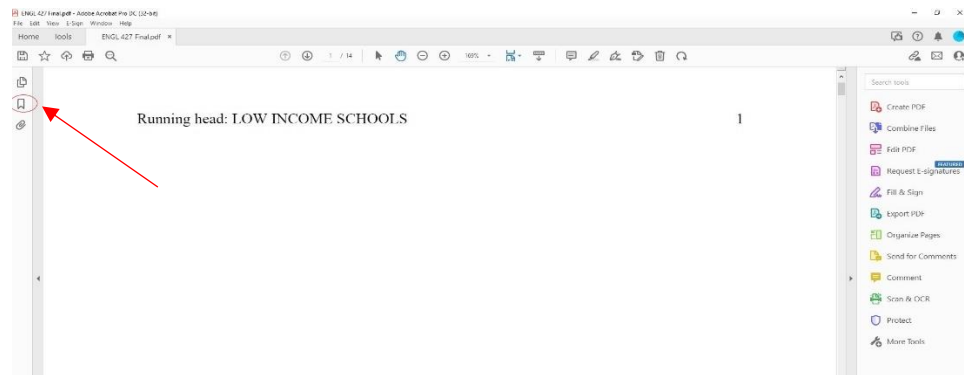 ENGL 427 Final.pdf - Adobe Acrobat Pro DC (32-bit)
File Edit View E-Sign Window Help
Home Tools ENGL 427 Final.pdf ×
1 / 14 169%
Running head: LOW INCOME SCHOOLS 1
Search tools
Create PDF
Combine Files
Edit PDF
FEATURED
Request E-signatures
Fill & Sign
Export PDF
Organize Pages
Send for Comments
Comment
Scan & OCR
Protect
More Tools